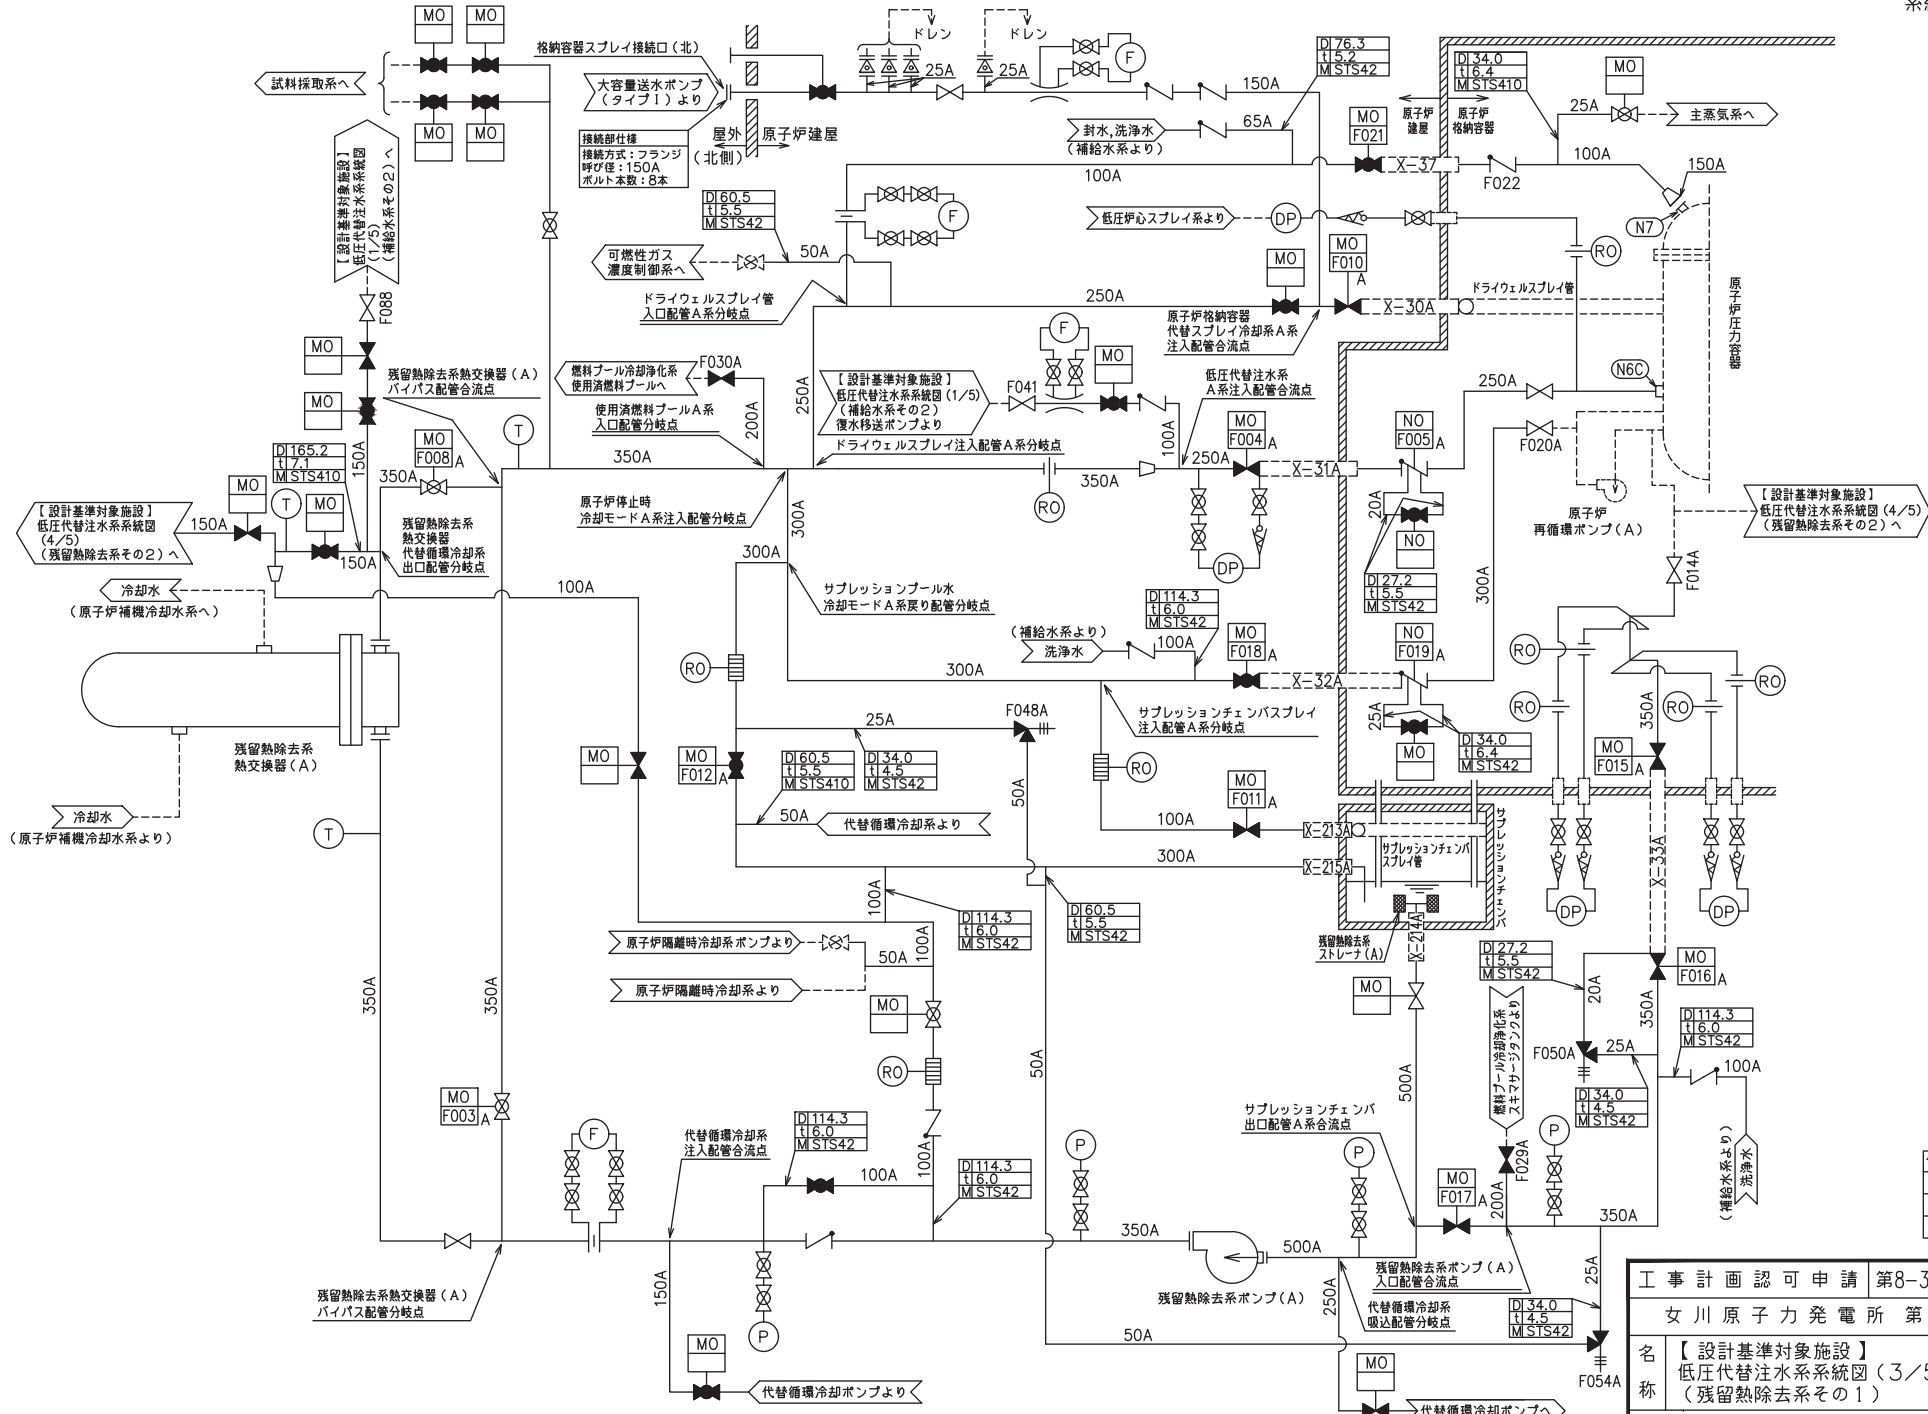 系統
MO
MO
MO
MO
試料採取系へ
格納容器スプレイ接続口(北)
大容量送水ポンプ
(タイプⅠ)より
接続部仕様
接続方式:フランジ
呼び径:150A
ボルト本数:8本
屋外
原子炉建屋
(北側)
ドレン
ドレン
25A
25A
F
150A
D 76.3
t 5.2
M STS42
封水,洗浄水
(補給水系より)
65A
MO
F021
原子炉
建屋
原子炉
格納容器
D 34.0
t 6.4
M STS410
MO
25A
主蒸気系へ
X-37
F022
100A
150A
N7
100A
【設計基準対象施設】
低圧代替注水系系統図
(1/5)
(補給水系その2)へ
F088
D 60.5
t 5.5
M STS42
F
低圧炉心スプレイ系より
DP
RO
可燃性ガス
濃度制御系へ
50A
ドライウェルスプレイ管
入口配管A系分岐点
250A
MO
MO
F010
A
X-30A
ドライウェルスプレイ管
原子炉圧力容器
原子炉格納容器
代替スプレイ冷却系A系
注入配管合流点
MO
MO
残留熱除去系熱交換器(A)
バイパス配管合流点
燃料プール冷却浄化系
使用済燃料プールへ
F030A
使用済燃料プールA系
入口配管分岐点
200A
250A
【設計基準対象施設】
低圧代替注水系系統図(1/5)
(補給水系その2)
復水移送ポンプより
F041
F
MO
100A
低圧代替注水系
A系注入配管合流点
ドライウェルスプレイ注入配管A系分岐点
250A
N6C
F020A
T
350A
RO
350A
250A
MO
F004
A
X-31A
NO
F005
A
20A
NO
D 27.2
t 5.5
M STS42
DP
原子炉
再循環ポンプ(A)
【設計基準対象施設】
低圧代替注水系系統図(4/5)
(残留熱除去系その2)へ
F014A
D 165.2
t 7.1
M STS410
150A
MO
F008
A
350A
MO
T
MO
【設計基準対象施設】
低圧代替注水系系統図
(4/5)
(残留熱除去系その2)へ
150A
150A
残留熱除去系
熱交換器
代替循環冷却系
出口配管分岐点
原子炉停止時
冷却モードA系注入配管分岐点
300A
300A
冷却水
(原子炉補機冷却水系へ)
100A
サプレッションプール水
冷却モードA系戻り配管分岐点
D 114.3
t 6.0
M STS42
(補給水系より)
洗浄水
100A
MO
F018
A
X-32A
NO
F019
A
300A
300A
RO
残留熱除去系
熱交換器(A)
冷却水
(原子炉補機冷却水系より)
T
RO
RO
RO
RO
350A
25A
MO
D 34.0
t 6.4
M STS42
MO
F015
A
サプレッションチェンバスプレイ
注入配管A系分岐点
25A
F048A
MO
MO
F012
A
D 60.5
t 5.5
M STS410
D 34.0
t 4.5
M STS42
50A
RO
MO
F011
A
50A
代替循環冷却系より
100A
X-213A
サプレッションチェンバ
スプレイ管
サプレッションチェンバ
300A
X-215A
X-33A
DP
DP
100A
D 114.3
t 6.0
M STS42
D 60.5
t 5.5
M STS42
残留熱除去系
ストレーナ(A)
X-214A
原子炉隔離時冷却系ポンプより
100A
50A
原子炉隔離時冷却系より
350A
350A
MO
MO
D 27.2
t 5.5
M STS42
20A
MO
F016
A
350A
燃料プール冷却浄化系
スキマサージタンクより
F050A
25A
D 114.3
t 6.0
M STS42
100A
D 34.0
t 4.5
M STS42
RO
50A
500A
MO
F003
A
F
代替循環冷却系
注入配管合流点
D 114.3
t 6.0
M STS42
100A
100A
D 114.3
t 6.0
M STS42
P
サプレッションチェンバ
出口配管A系合流点
P
MO
F017
A
F029A
200A
P
350A
(補給水系より)
洗浄水
350A
500A
残留熱除去系ポンプ(A)
残留熱除去系ポンプ(A)
入口配管合流点
代替循環冷却系
吸込配管分岐点
250A
25A
D 34.0
t 4.5
M STS42
F054A
残留熱除去系熱交換器(A)
バイパス配管分岐点
150A
P
50A
MO
代替循環冷却ポンプより
MO
代替循環冷却ポンプへ
工事計画認可申請 第8-3
女川原子力発電所 第
名称
【設計基準対象施設】
低圧代替注水系系統図(3/5
(残留熱除去系その1)